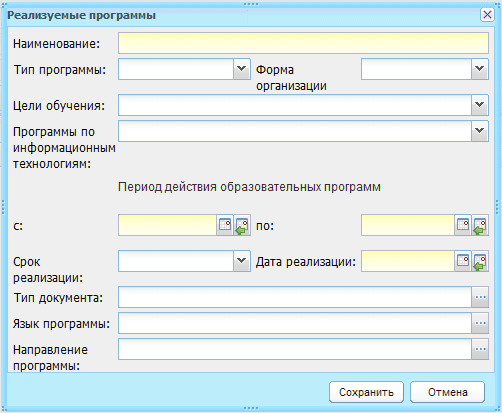 Реализуемые программы
Наименование:
Тип программы:
Форма
организации
Цели обучения:
Программы по
информационным
технологиям:
Период действия образовательных программ
с:
по:
Срок
реализации:
Дата реализации:
Тип документа:
Язык программы:
Направление
программы:
Сохранить
Отмена